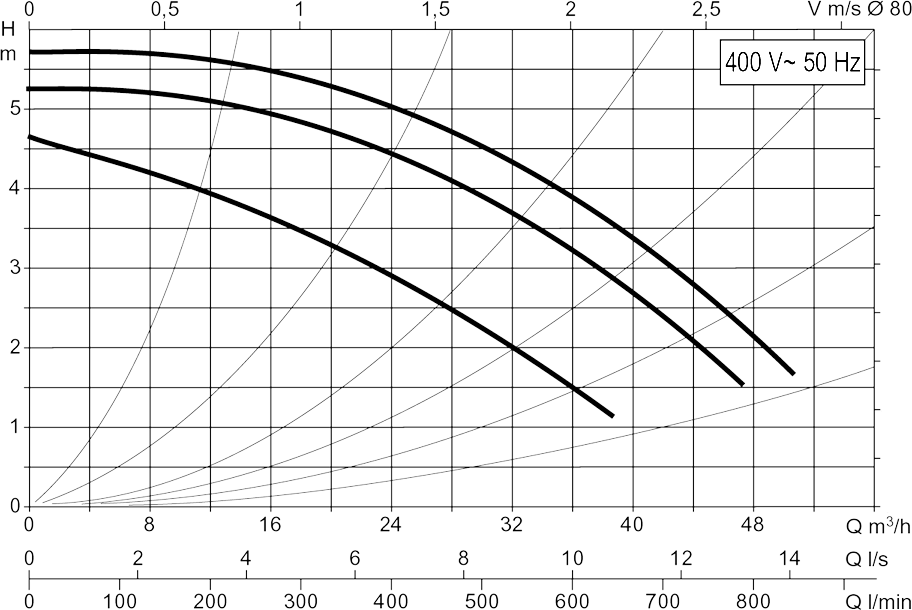 0 0,5 1 1,5 2 2,5 V m/s Ø 80
H
m
400 V~ 50 Hz
5
4
3
2
1
0
0 8 16 24 32 40 48 Q m³/h
0 2 4 6 8 10 12 14 Q l/s
0 100 200 300 400 500 600 700 800 Q l/min